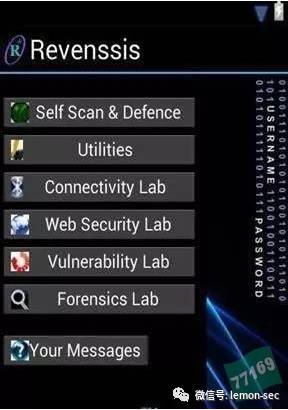 R Revenssis
Self Scan & Defence
Utilities
Connectivity Lab
Web Security Lab
Vulnerability Lab
Forensics Lab
Your Messages
USERNAME
PASSWORD
77169
微信号: lemon-sec